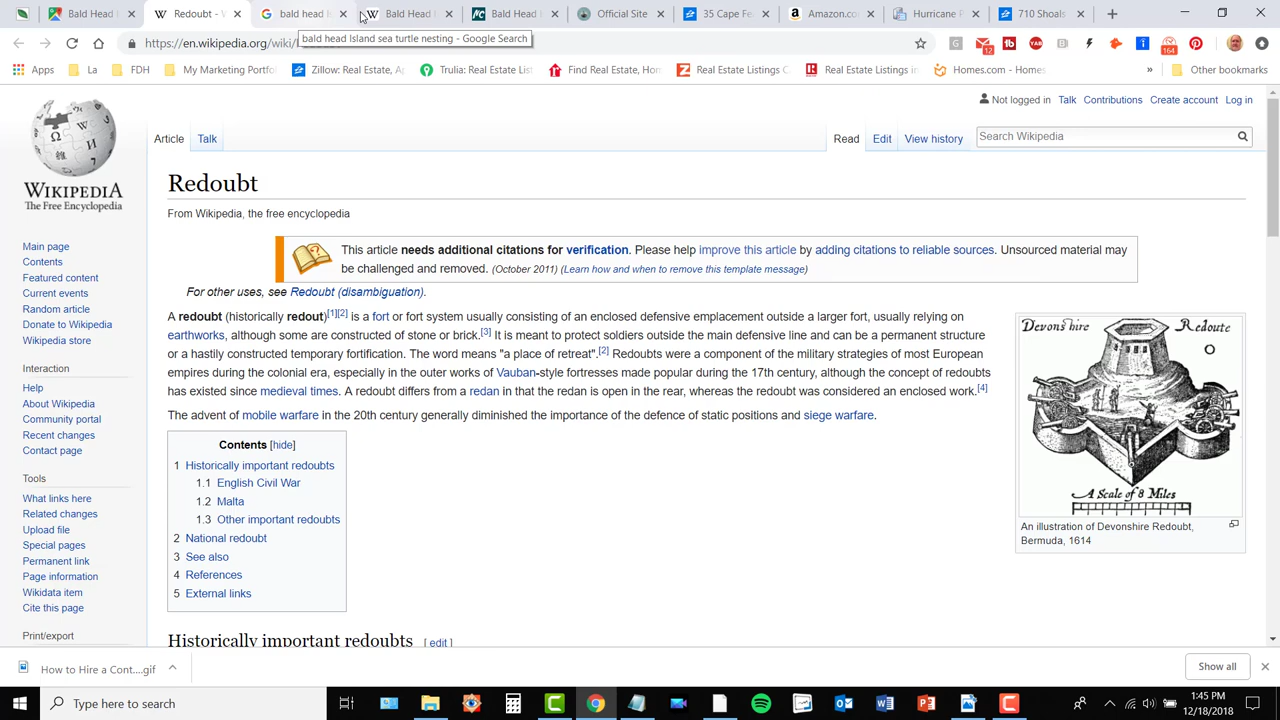 Bald Head
Redoubt - W
bald head h
Bald Head I
Bald Head
Official Site
35 Cape Fe
Amazon.co
Hurricane P
710 Shoals
https://en.wikipedia.org/wiki/
bald head Island sea turtle nesting - Google Search
12
YAB
164
Apps
La
FDH
My Marketing Portfo
Zillow: Real Estate, A
Trulia: Real Estate List
Find Real Estate, Hom
Real Estate Listings C
Real Estate Listings in
Homes.com - Homes
»
Other bookmarks
Not logged in Talk Contributions Create account Log in
Article Talk
Read Edit View history
Search Wikipedia
WIKIPEDIA
The Free Encyclopedia
Main page
Contents
Featured content
Current events
Random article
Donate to Wikipedia
Wikipedia store
Interaction
Help
About Wikipedia
Community portal
Recent changes
Contact page
Tools
What links here
Related changes
Upload file
Special pages
Permanent link
Page information
Wikidata item
Cite this page
Print/export
Redoubt
From Wikipedia, the free encyclopedia
This article needs additional citations for verification. Please help improve this article by adding citations to reliable sources. Unsourced material may
be challenged and removed. (October 2011) (Learn how and when to remove this template message)
For other uses, see Redoubt (disambiguation).
A redoubt (historically redout)[1][2] is a fort or fort system usually consisting of an enclosed defensive emplacement outside a larger fort, usually relying on
earthworks, although some are constructed of stone or brick.[3] It is meant to protect soldiers outside the main defensive line and can be a permanent structure
or a hastily constructed temporary fortification. The word means "a place of retreat".[2] Redoubts were a component of the military strategies of most European
empires during the colonial era, especially in the outer works of Vauban-style fortresses made popular during the 17th century, although the concept of redoubts
has existed since medieval times. A redoubt differs from a redan in that the redan is open in the rear, whereas the redoubt was considered an enclosed work.[4]
The advent of mobile warfare in the 20th century generally diminished the importance of the defence of static positions and siege warfare.
Contents [hide]
1 Historically important redoubts
1.1 English Civil War
1.2 Malta
1.3 Other important redoubts
2 National redoubt
3 See also
4 References
5 External links
Historically important redoubts [ edit ]
Devonshire Redoute
A Scale of 8 Miles
An illustration of Devonshire Redoubt,
Bermuda, 1614
How to Hire a Cont....gif
Show all
Type here to search
1:45 PM
12/18/2018